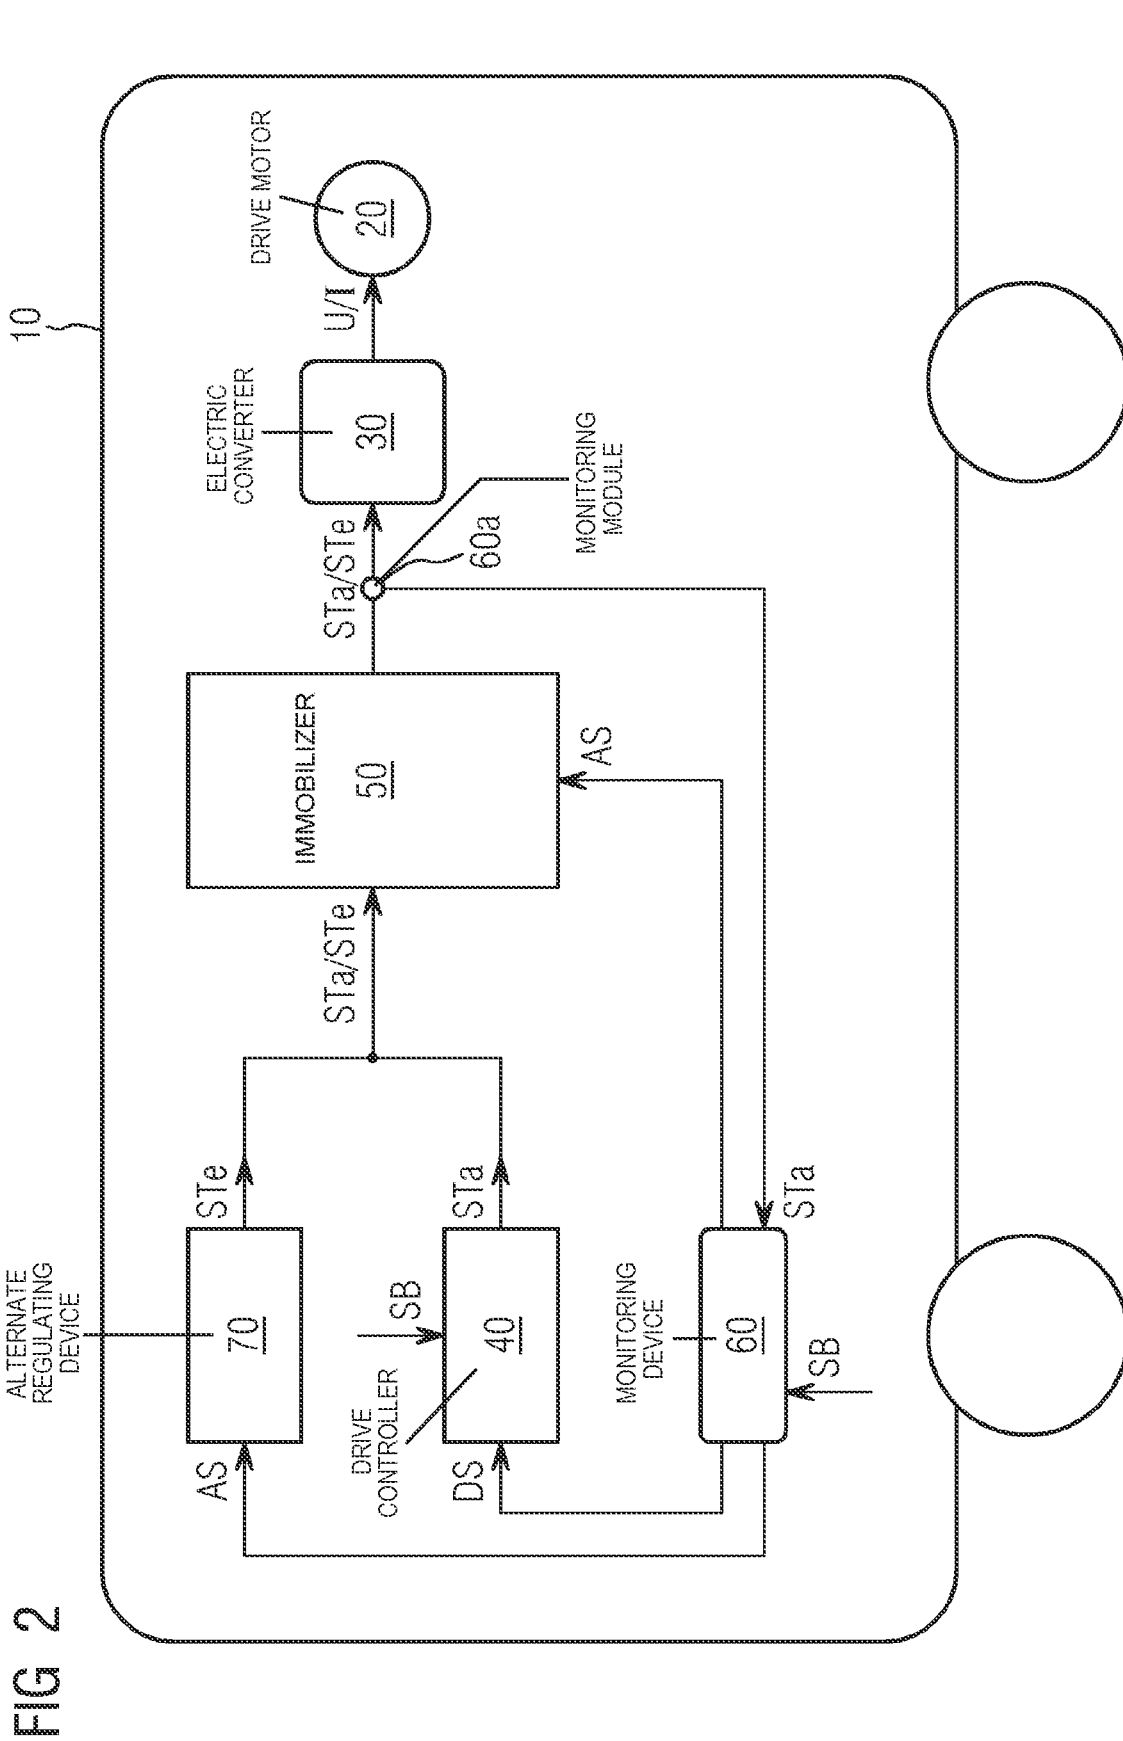 FIG 2
10
ALTERNATE
REGULATING
DEVICE
70
AS
STe
DRIVE
CONTROLLER
40
SB
DS
STa
MONITORING
DEVICE
60
SB
STa
STa/STe
IMMOBILIZER
50
AS
STa/STe
60a
MONITORING
MODULE
ELECTRIC
CONVERTER
30
U/I
DRIVE MOTOR
20